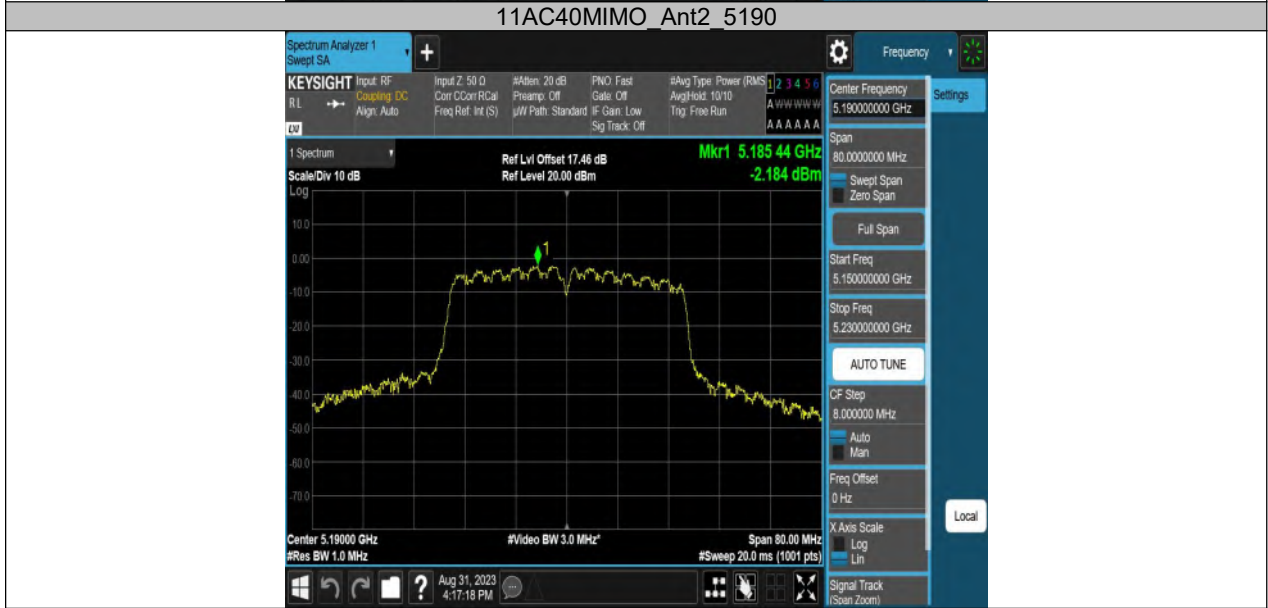 11AC40MIMO_Ant2_5190
Spectrum Analyzer 1
Swept SA
+
Frequency
KEYSIGHT
RL
LXI
Input: RF
Coupling: DC
Align: Auto
Input Z: 50 Ω
Corr CCorr RCal
Freq Ref: Int (S)
#Atten: 20 dB
Preamp: Off
µW Path: Standard
PNO: Fast
Gate: Off
IF Gain: Low
Sig Track: Off
#Avg Type: Power (RMS
Avg|Hold: 10/10
Trig: Free Run
1 2 3 4 5 6
A W W W W W
A A A A A A
Center Frequency
5.190000000 GHz
Settings
1 Spectrum
Scale/Div 10 dB
Ref Lvl Offset 17.46 dB
Ref Level 20.00 dBm
Mkr1 5.185 44 GHz
-2.184 dBm
Log
10.0
0.00
-10.0
-20.0
-30.0
-40.0
-50.0
-60.0
-70.0
1
Span
80.0000000 MHz
Swept Span
Zero Span
Full Span
Start Freq
5.150000000 GHz
Stop Freq
5.230000000 GHz
AUTO TUNE
CF Step
8.000000 MHz
Auto
Man
Freq Offset
0 Hz
X Axis Scale
Log
Lin
Local
Signal Track
(Span Zoom)
Center 5.19000 GHz
#Res BW 1.0 MHz
#Video BW 3.0 MHz*
Span 80.00 MHz
#Sweep 20.0 ms (1001 pts)
?
Aug 31, 2023
4:17:18 PM